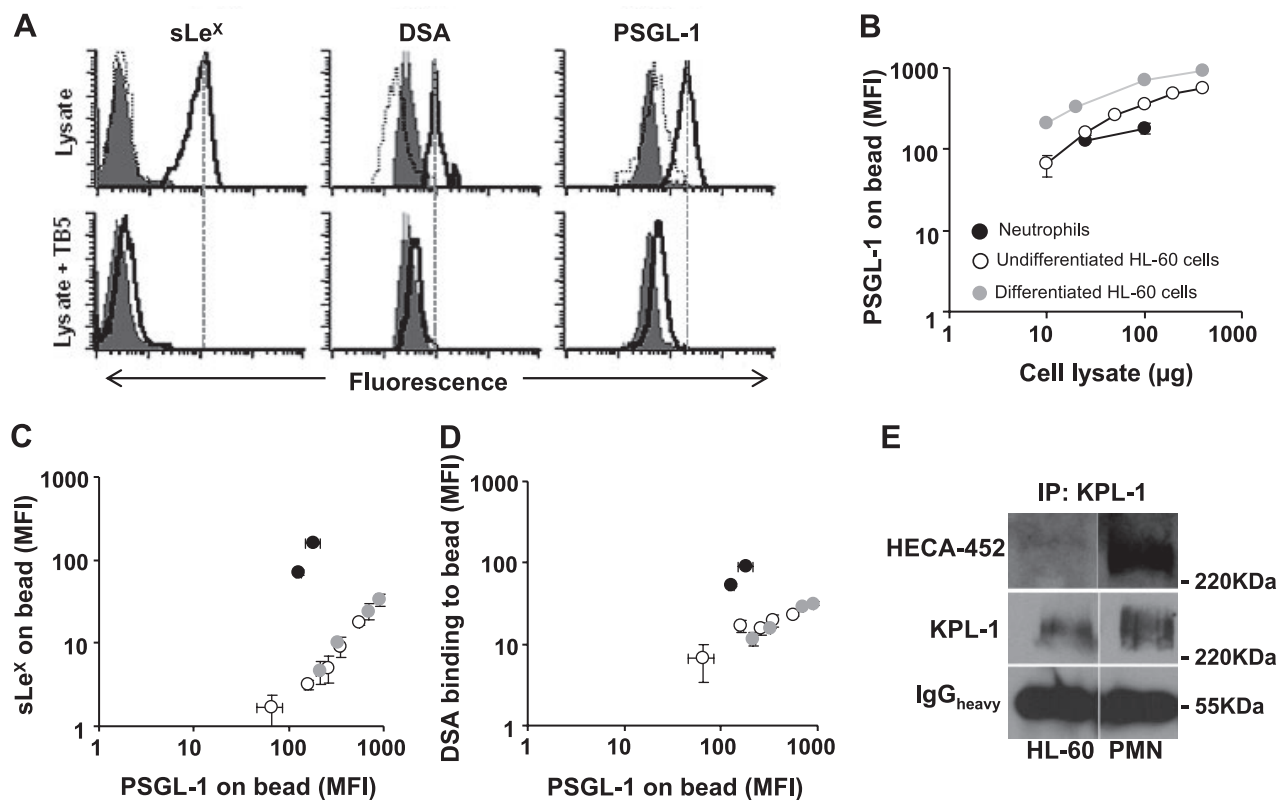 A
sLeX
DSA
PSGL-1
Lysate
Lysate + TB5
Fluorescence
B
PSGL-1 on bead (MFI)
1000
100
10
1
Neutrophils
Undifferentiated HL-60 cells
Differentiated HL-60 cells
1
10
100
1000
Cell lysate (µg)
C
sLeX on bead (MFI)
1000
100
10
1
1
10
100
1000
PSGL-1 on bead (MFI)
D
DSA binding to bead (MFI)
1000
100
10
1
1
10
100
1000
PSGL-1 on bead (MFI)
E
IP: KPL-1
HECA-452
- 220KDa
KPL-1
- 220KDa
IgGheavy
- 55KDa
HL-60 PMN